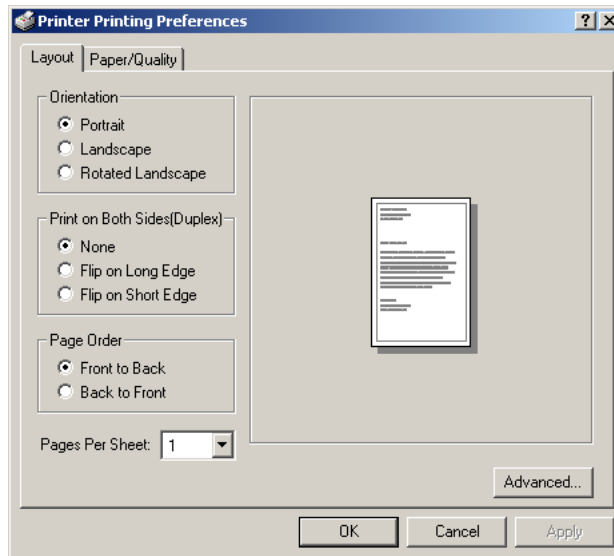 Printer Printing Preferences
Layout
Paper/Quality
Orientation
Portrait
Landscape
Rotated Landscape
Print on Both Sides(Duplex)
None
Flip on Long Edge
Flip on Short Edge
Page Order
Front to Back
Back to Front
Pages Per Sheet: 1
Advanced...
OK
Cancel
Apply